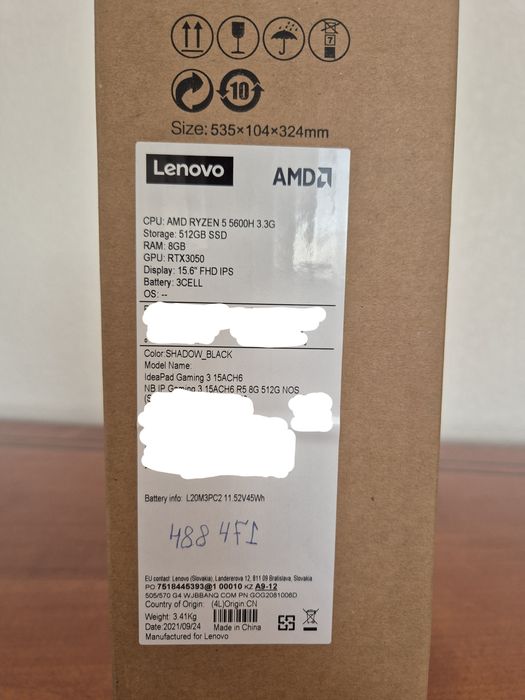 7
10
Size: 535×104×324mm
Lenovo AMD
CPU: AMD RYZEN 5 5600H 3.3G
Storage: 512GB SSD
RAM: 8GB
GPU: RTX3050
Display: 15.6" FHD IPS
Battery: 3CELL
OS: --
Color:SHADOW_BLACK
Model Name:
IdeaPad Gaming 3 15ACH6
NB IP Gaming 3 15ACH6 R5 8G 512G NOS
Battery info: L20M3PC2 11.52V45Wh
488 4F1
EU contact: Lenovo (Slovakia), Landererova 12, 811 09 Bratislava, Slovakia
PO 7518445393@1 00010 KZ A9-12
505/570 G4 WJBBANQ COM PN GOG2081006D
Country of Origin: (4L)Origin CN
Weight: 3.41Kg
Date:2021/09/24 Made in China
Manufactured for Lenovo